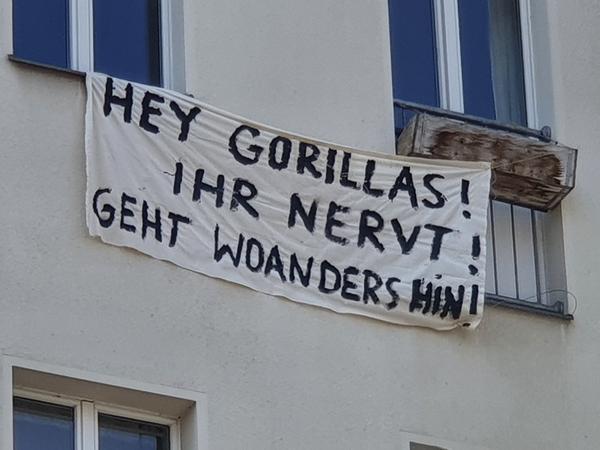 HEY GORILLAS!
IHR NERVT!
GEHT WOANDERS HIN!